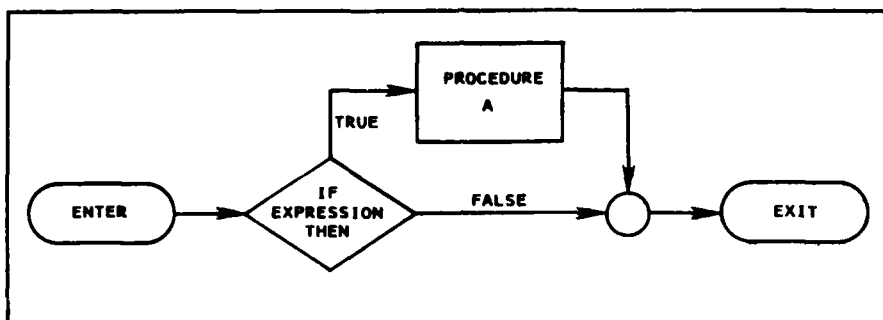 PROCEDURE
A
TRUE
ENTER
IF
EXPRESSION
THEN
FALSE
EXIT